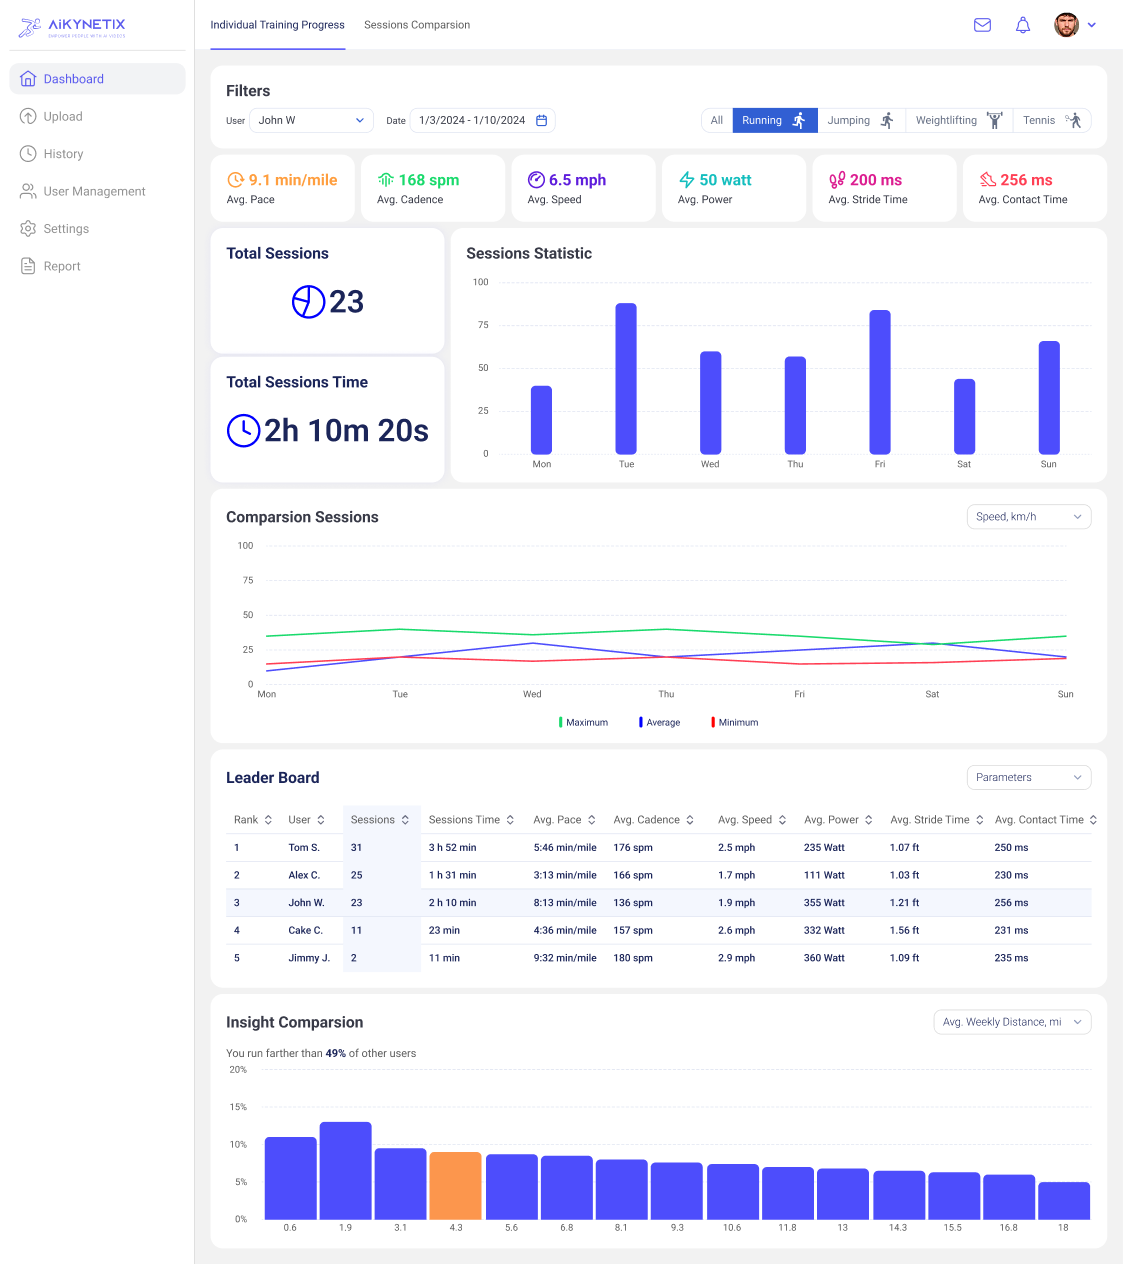 AiKYNETIX
EMPOWER PEOPLE WITH AI VIDEOS
Individual Training Progress
Sessions Comparsion
Dashboard
Upload
History
User Management
Settings
Report
Filters
User John W Date 1/3/2024 - 1/10/2024
All Running Jumping Weightlifting Tennis
9.1 min/mile
Avg. Pace
168 spm
Avg. Cadence
6.5 mph
Avg. Speed
50 watt
Avg. Power
200 ms
Avg. Stride Time
256 ms
Avg. Contact Time
Total Sessions
23
Total Sessions Time
2h 10m 20s
Sessions Statistic
100
75
50
25
0
Mon Tue Wed Thu Fri Sat Sun
Comparsion Sessions
Speed, km/h
100
75
50
25
0
Mon Tue Wed Thu Fri Sat Sun
Maximum Average Minimum
Leader Board
Parameters
Rank User Sessions Sessions Time Avg. Pace Avg. Cadence Avg. Speed Avg. Power Avg. Stride Time Avg. Contact Time
1 Tom S. 31 3 h 52 min 5:46 min/mile 176 spm 2.5 mph 235 Watt 1.07 ft 250 ms
2 Alex C. 25 1 h 31 min 3:13 min/mile 166 spm 1.7 mph 111 Watt 1.03 ft 230 ms
3 John W. 23 2 h 10 min 8:13 min/mile 136 spm 1.9 mph 355 Watt 1.21 ft 256 ms
4 Cake C. 11 23 min 4:36 min/mile 157 spm 2.6 mph 332 Watt 1.56 ft 231 ms
5 Jimmy J. 2 11 min 9:32 min/mile 180 spm 2.9 mph 360 Watt 1.09 ft 235 ms
Insight Comparsion
Avg. Weekly Distance, mi
You run farther than 49% of other users
20%
15%
10%
5%
0%
0.6 1.9 3.1 4.3 5.6 6.8 8.1 9.3 10.6 11.8 13 14.3 15.5 16.8 18